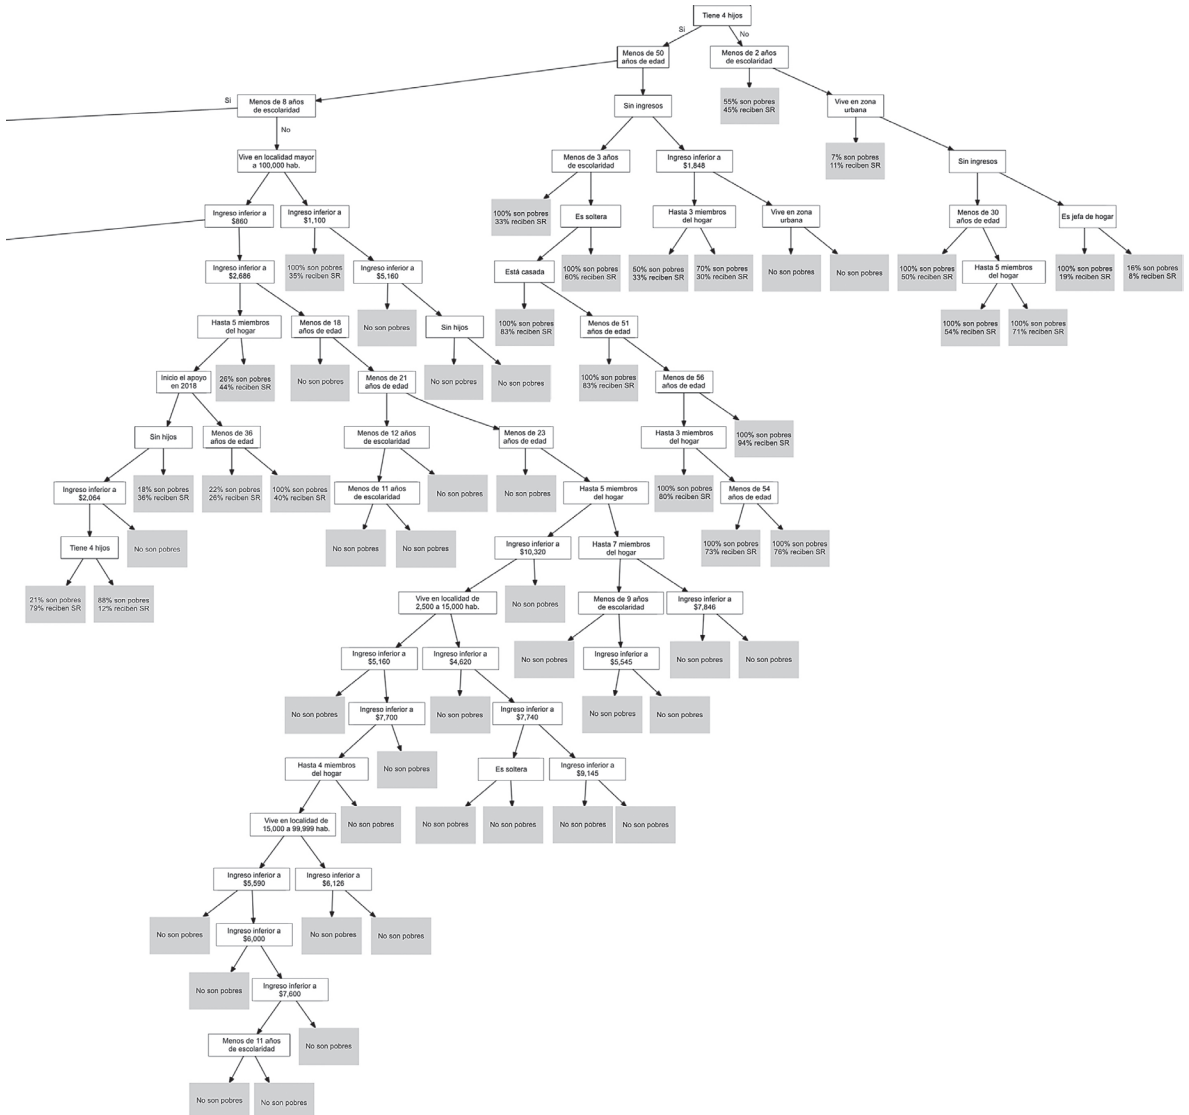 Tiene 4 hijos
Sí
No
Menos de 50
años de edad
Menos de 2 años
de escolaridad
Sí
Menos de 8 años
de escolaridad
Sin ingresos
55% son pobres
45% reciben SR
Vive en zona
urbana
No
Vive en localidad mayor
a 100,000 hab.
Menos de 3 años
de escolaridad
Ingreso inferior a
$1,848
7% son pobres
11% reciben SR
Sin ingresos
Ingreso inferior a
$860
Ingreso inferior a
$1,100
100% son pobres
33% reciben SR
Es soltera
Hasta 3 miembros
del hogar
Vive en zona
urbana
Menos de 30
años de edad
Es jefa de hogar
Ingreso inferior a
$2,686
100% son pobres
35% reciben SR
Ingreso inferior a
$5,160
Está casada
100% son pobres
60% reciben SR
50% son pobres
33% reciben SR
70% son pobres
30% reciben SR
No son pobres
No son pobres
100% son pobres
50% reciben SR
Hasta 5 miembros
del hogar
100% son pobres
19% reciben SR
16% son pobres
8% reciben SR
Hasta 5 miembros
del hogar
Menos de 18
años de edad
No son pobres
Sin hijos
100% son pobres
83% reciben SR
Menos de 51
años de edad
100% son pobres
54% reciben SR
100% son pobres
71% reciben SR
Inicio el apoyo
en 2018
26% son pobres
44% reciben SR
No son pobres
Menos de 21
años de edad
No son pobres
No son pobres
100% son pobres
83% reciben SR
Menos de 56
años de edad
Sin hijos
Menos de 36
años de edad
Menos de 12 años
de escolaridad
Menos de 23
años de edad
Hasta 3 miembros
del hogar
100% son pobres
94% reciben SR
Ingreso inferior a
$2,064
18% son pobres
36% reciben SR
22% son pobres
26% reciben SR
100% son pobres
40% reciben SR
Menos de 11 años
de escolaridad
No son pobres
No son pobres
Hasta 5 miembros
del hogar
100% son pobres
80% reciben SR
Menos de 54
años de edad
Tiene 4 hijos
No son pobres
No son pobres
No son pobres
Ingreso inferior a
$10,320
Hasta 7 miembros
del hogar
100% son pobres
73% reciben SR
100% son pobres
76% reciben SR
21% son pobres
79% reciben SR
88% son pobres
12% reciben SR
Vive en localidad de
2,500 a 15,000 hab.
No son pobres
Menos de 9 años
de escolaridad
Ingreso inferior a
$7,846
Ingreso inferior a
$5,160
Ingreso inferior a
$4,620
No son pobres
Ingreso inferior a
$5,545
No son pobres
No son pobres
No son pobres
Ingreso inferior a
$7,700
No son pobres
Ingreso inferior a
$7,740
No son pobres
No son pobres
Hasta 4 miembros
del hogar
No son pobres
Es soltera
Ingreso inferior a
$9,145
Vive en localidad de
15,000 a 99,999 hab.
No son pobres
No son pobres
No son pobres
No son pobres
No son pobres
Ingreso inferior a
$5,590
Ingreso inferior a
$6,126
No son pobres
Ingreso inferior a
$6,000
No son pobres
No son pobres
No son pobres
Ingreso inferior a
$7,600
Menos de 11 años
de escolaridad
No son pobres
No son pobres
No son pobres